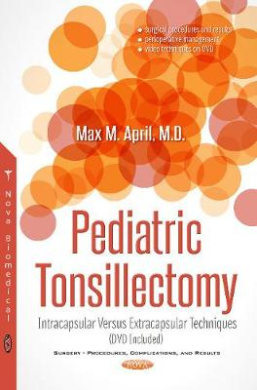 • surgical procedures and results
• perioperative management
• video techniques on DVD
Max M. April, M.D.
Pediatric
Tonsillectomy
Intracapsular Versus Extracapsular Techniques
(DVD Included)
Surgery - Procedures, Complications, and Results
NOVA
Nova Biomedical